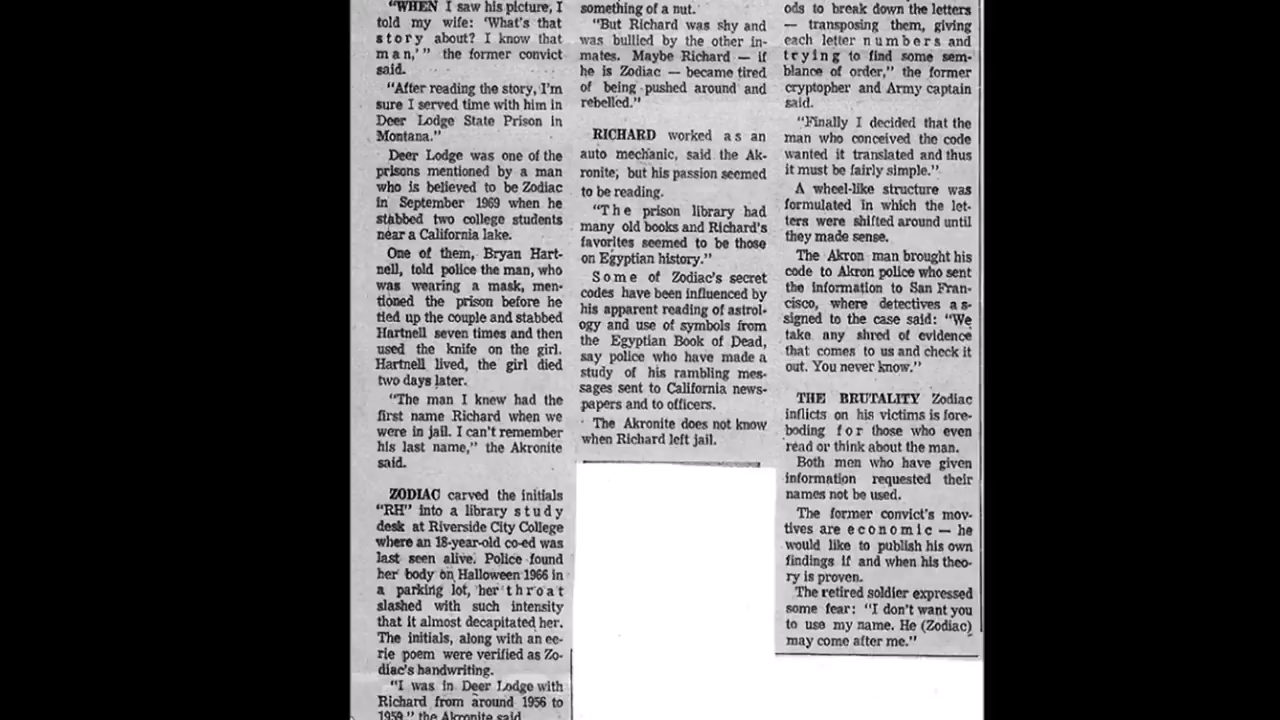 "WHEN I saw his picture, I
told my wife: 'What's that
story about? I know that
man,'" the former convict
said.
"After reading the story, I'm
sure I served time with him in
Deer Lodge State Prison in
Montana."
Deer Lodge was one of the
prisons mentioned by a man
who is believed to be Zodiac
in September 1969 when he
stabbed two college students
near a California lake.
One of them, Bryan Hart-
nell, told police the man, who
was wearing a mask, men-
tioned the prison before he
tied up the couple and stabbed
Hartnell seven times and then
used the knife on the girl.
Hartnell lived, the girl died
two days later.
"The man I knew had the
first name Richard when we
were in jail. I can't remember
his last name," the Akronite
said.
ZODIAC carved the initials
"RH" into a library study
desk at Riverside City College
where an 18-year-old co-ed was
last seen alive. Police found
her body on Halloween 1966 in
a parking lot, her throat
slashed with such intensity
that it almost decapitated her.
The initials, along with an ee-
rie poem were verified as Zo-
diac's handwriting.
"I was in Deer Lodge with
Richard from around 1956 to
1959," the Akronite said
something of a nut.
"But Richard was shy and
was bullied by the other in-
mates. Maybe Richard — if
he is Zodiac — became tired
of being pushed around and
rebelled."
RICHARD worked as an
auto mechanic, said the Ak-
ronite, but his passion seemed
to be reading.
"The prison library had
many old books and Richard's
favorites seemed to be those
on Egyptian history."
Some of Zodiac's secret
codes have been influenced by
his apparent reading of astrol-
ogy and use of symbols from
the Egyptian Book of Dead,
say police who have made a
study of his rambling mes-
sages sent to California news-
papers and to officers.
The Akronite does not know
when Richard left jail.
ods to break down the letters
— transposing them, giving
each letter numbers and
trying to find some sem-
blance of order," the former
cryptopher and Army captain
said.
"Finally I decided that the
man who conceived the code
wanted it translated and thus
it must be fairly simple."
A wheel-like structure was
formulated in which the let-
ters were shifted around until
they made sense.
The Akron man brought his
code to Akron police who sent
the information to San Fran-
cisco, where detectives as-
signed to the case said: "We
take any shred of evidence
that comes to us and check it
out. You never know."
THE BRUTALITY Zodiac
inflicts on his victims is fore-
boding for those who even
read or think about the man.
Both men who have given
information requested their
names not be used.
The former convict's mov-
tives are economic — he
would like to publish his own
findings if and when his theo-
ry is proven.
The retired soldier expressed
some fear: "I don't want you
to use my name. He (Zodiac)
may come after me."